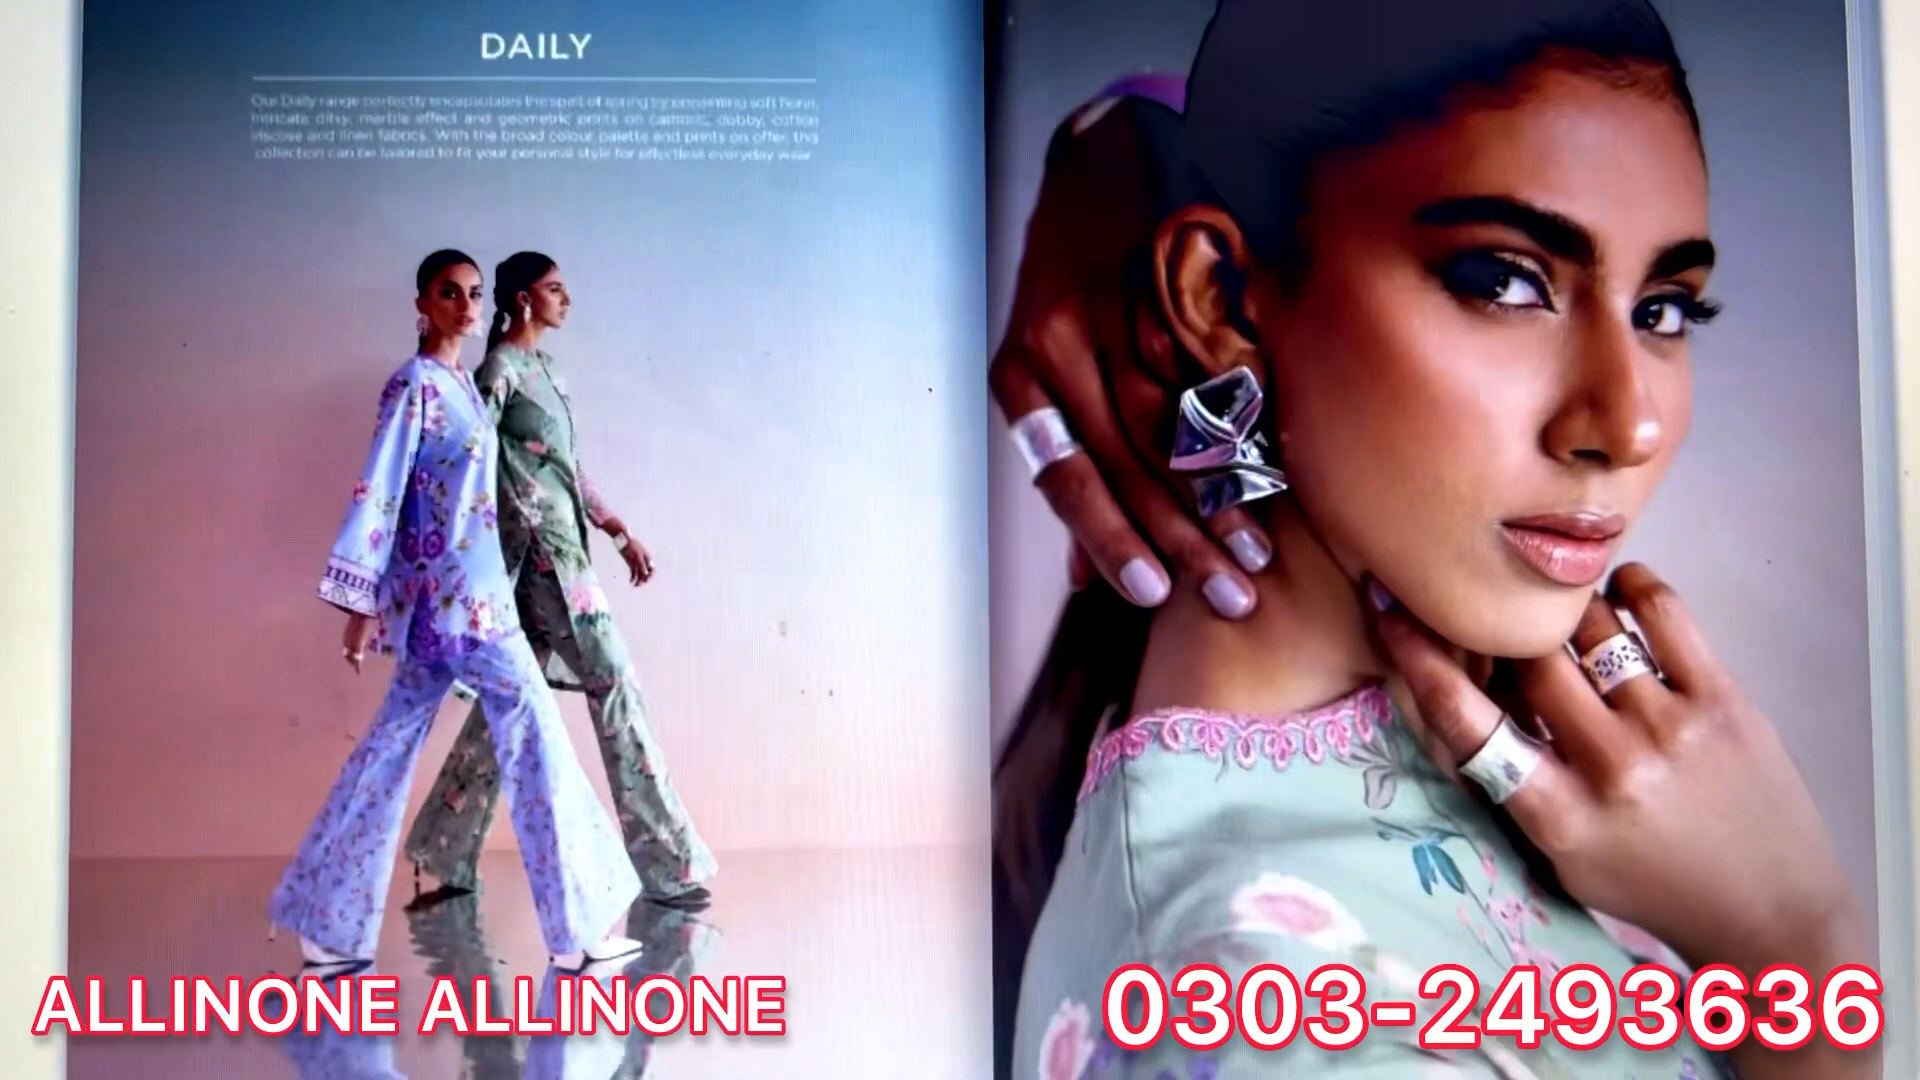 DAILY
Our Daily range perfectly encapsulates the spirit of spring by presenting soft floral,
intricate ditsy, marble effect and geometric prints on cambric, dobby, cotton
viscose and linen fabrics. With the broad colour palette and prints on offer, this
collection can be tailored to fit your personal style for effortless everyday wear.
ALLINONE ALLINONE
0303-2493636